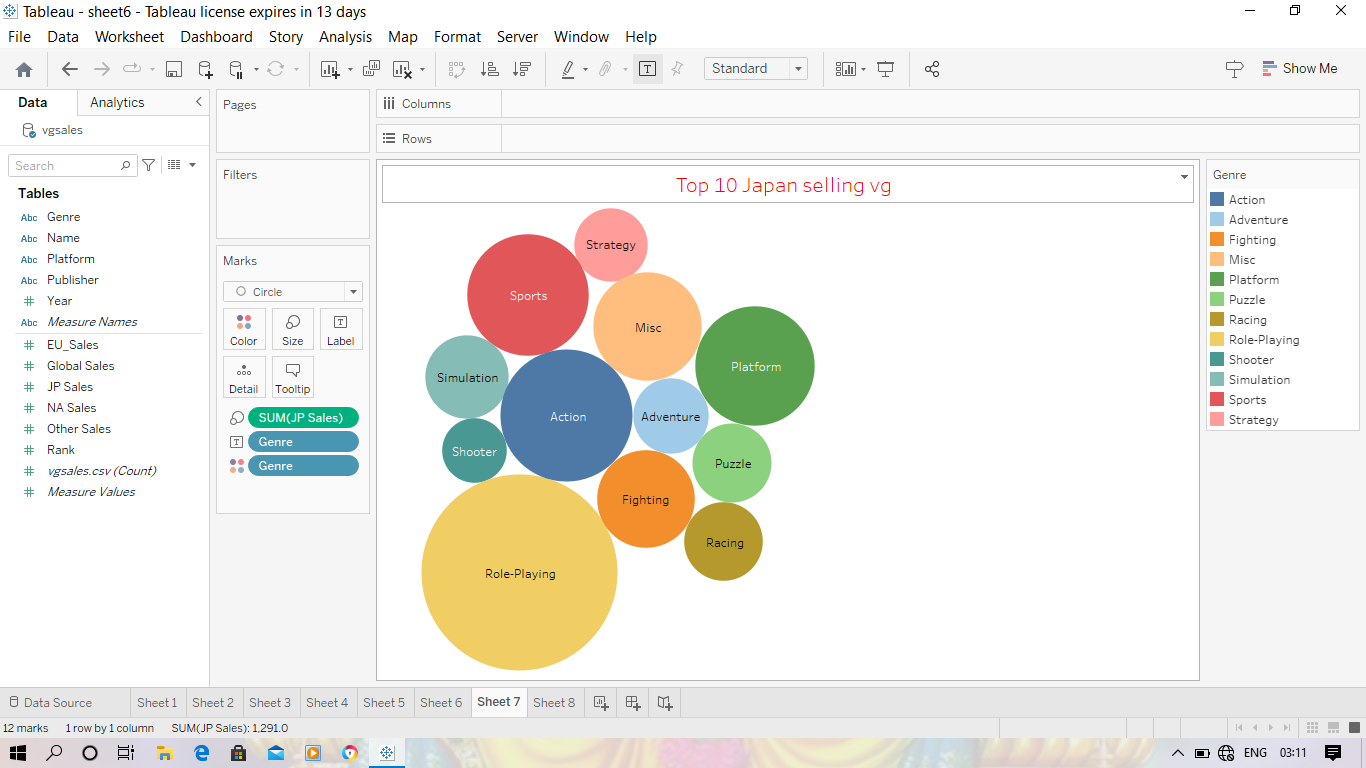 Tableau - sheet6 - Tableau license expires in 13 days
File Data Worksheet Dashboard Story Analysis Map Format Server Window Help
Standard
Show Me
Data Analytics
Pages
Columns
vgsales
Rows
Search
Filters
Tables
Abc Genre
Abc Name
Abc Platform
Abc Publisher
Year
Abc Measure Names
EU_Sales
Global Sales
JP Sales
NA Sales
Other Sales
Rank
vgsales.csv (Count)
Measure Values
Marks
Circle
Color Size Label
Detail Tooltip
SUM(JP Sales)
Genre
Genre
Top 10 Japan selling vg
Strategy
Sports
Misc
Platform
Simulation
Action
Adventure
Shooter
Puzzle
Fighting
Racing
Role-Playing
Genre
Action
Adventure
Fighting
Misc
Platform
Puzzle
Racing
Role-Playing
Shooter
Simulation
Sports
Strategy
Data Source Sheet 1 Sheet 2 Sheet 3 Sheet 4 Sheet 5 Sheet 6 Sheet 7 Sheet 8
12 marks 1 row by 1 column SUM(JP Sales): 1,291.0
ENG 03:11